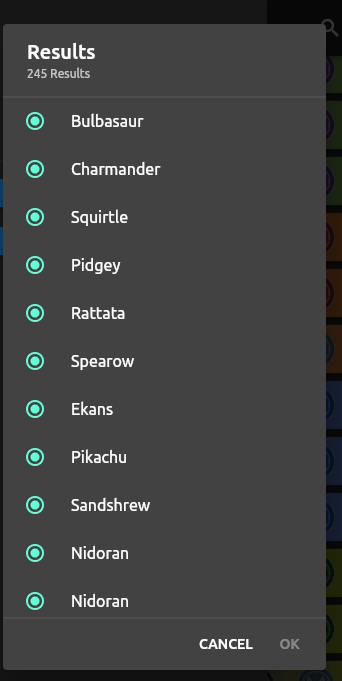 Results
245 Results
Bulbasaur
Charmander
Squirtle
Pidgey
Rattata
Spearow
Ekans
Pikachu
Sandshrew
Nidoran
Nidoran
CANCEL OK